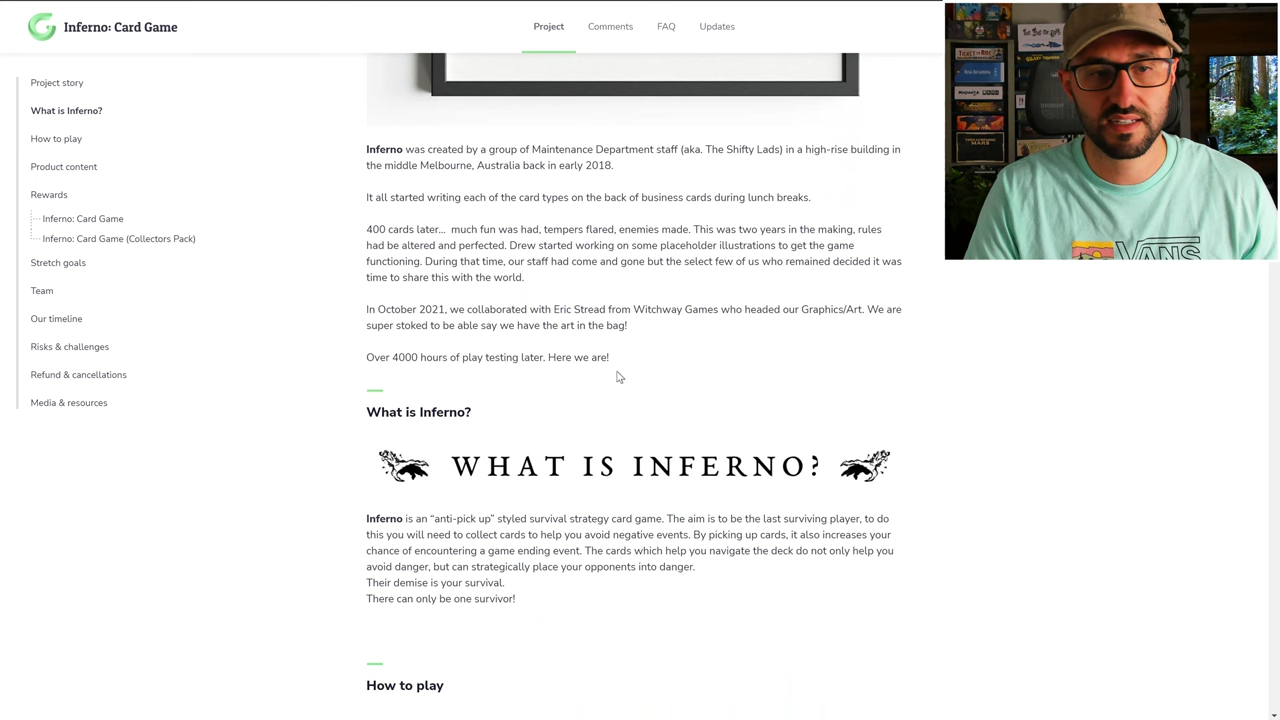 Inferno: Card Game
Project
Comments
FAQ
Updates
Project story
What is Inferno?
How to play
Product content
Rewards
Inferno: Card Game
Inferno: Card Game (Collectors Pack)
Stretch goals
Team
Our timeline
Risks & challenges
Refund & cancellations
Media & resources
Inferno was created by a group of Maintenance Department staff (aka. The Shifty Lads) in a high-rise building in
the middle Melbourne, Australia back in early 2018.
It all started writing each of the card types on the back of business cards during lunch breaks.
400 cards later... much fun was had, tempers flared, enemies made. This was two years in the making, rules
had be altered and perfected. Drew started working on some placeholder illustrations to get the game
functioning. During that time, our staff had come and gone but the select few of us who remained decided it was
time to share this with the world.
In October 2021, we collaborated with Eric Stread from Witchway Games who headed our Graphics/Art. We are
super stoked to be able say we have the art in the bag!
Over 4000 hours of play testing later. Here we are!
What is Inferno?
WHAT IS INFERNO?
Inferno is an “anti-pick up” styled survival strategy card game. The aim is to be the last surviving player, to do
this you will need to collect cards to help you avoid negative events. By picking up cards, it also increases your
chance of encountering a game ending event. The cards which help you navigate the deck do not only help you
avoid danger, but can strategically place your opponents into danger.
Their demise is your survival.
There can only be one survivor!
How to play
TICKET TO RIDE
TERRAFORMING
MARS
VANS